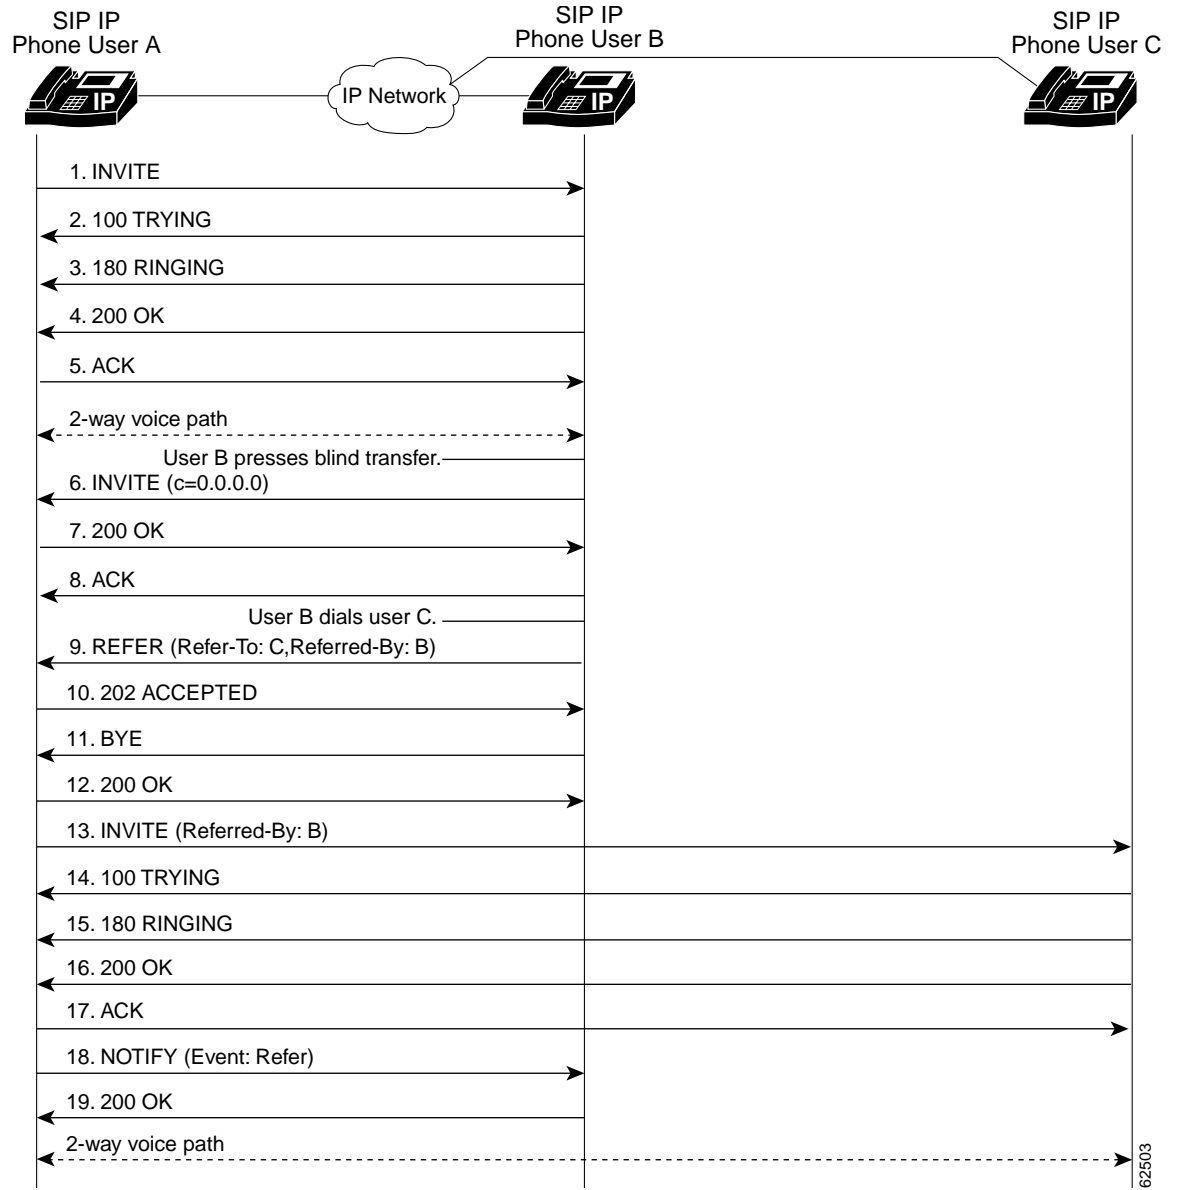 SIP IP
Phone User A
SIP IP
Phone User B
SIP IP
Phone User C
IP
IP Network
IP
IP
1. INVITE
2. 100 TRYING
3. 180 RINGING
4. 200 OK
5. ACK
2-way voice path
User B presses blind transfer.
6. INVITE (c=0.0.0.0)
7. 200 OK
8. ACK
User B dials user C.
9. REFER (Refer-To: C,Referred-By: B)
10. 202 ACCEPTED
11. BYE
12. 200 OK
13. INVITE (Referred-By: B)
14. 100 TRYING
15. 180 RINGING
16. 200 OK
17. ACK
18. NOTIFY (Event: Refer)
19. 200 OK
2-way voice path
62503